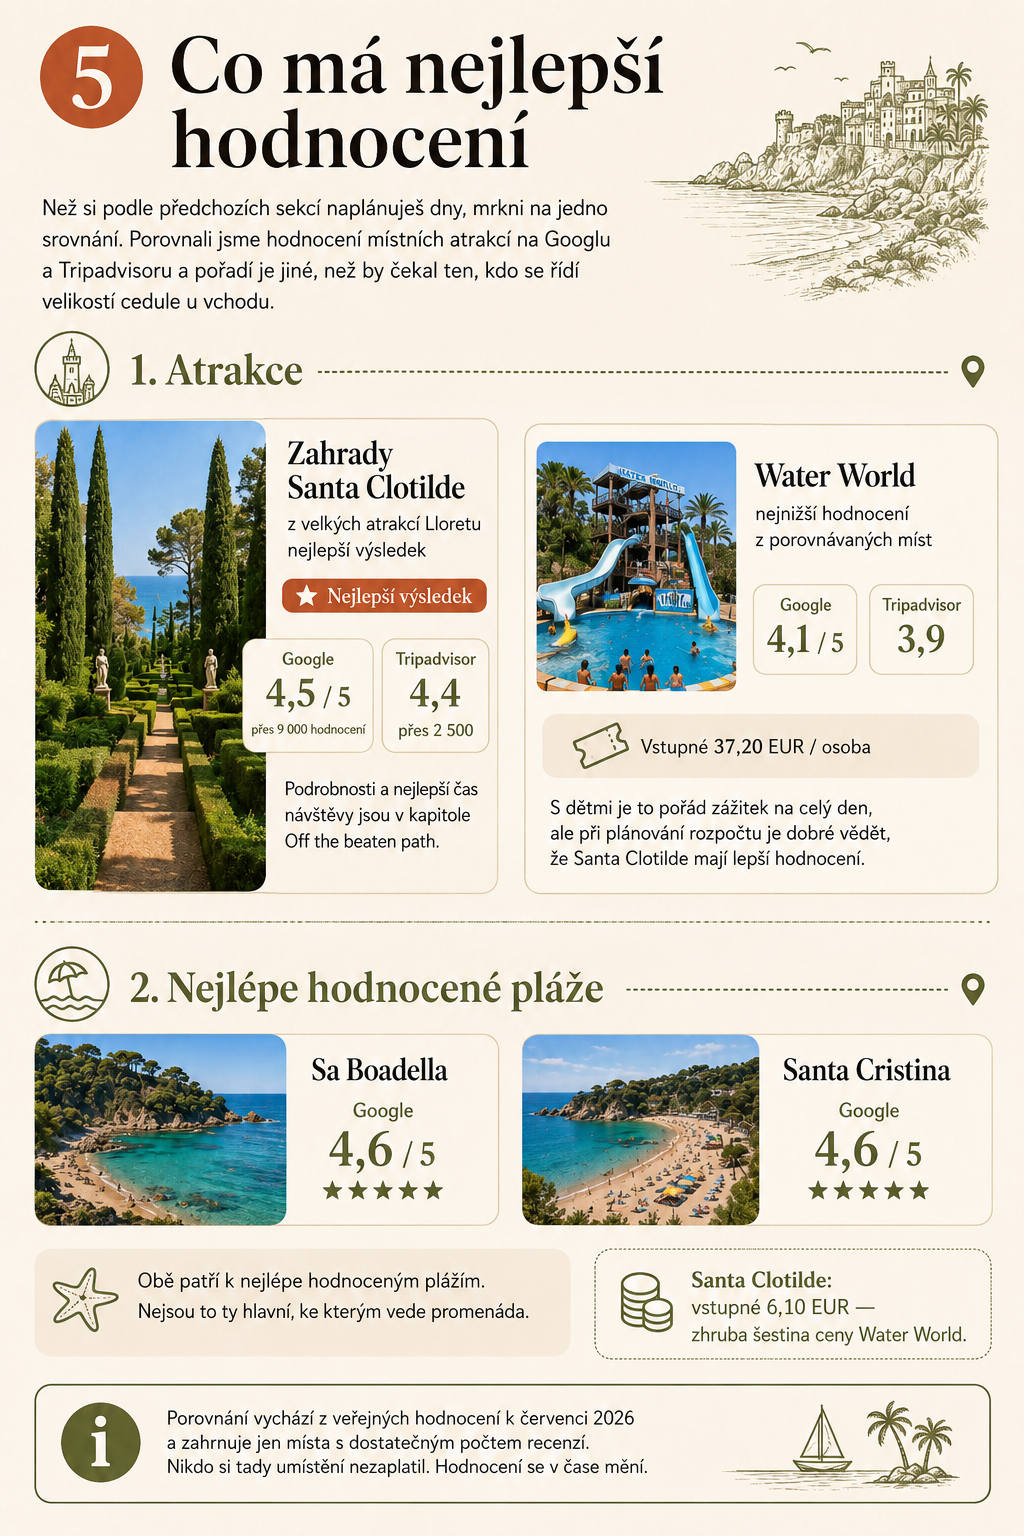 5
Co má nejlepší
hodnocení
Než si podle předchozích sekcí naplánuješ dny, mrkni na jedno
srovnání. Porovnali jsme hodnocení místních atrakcí na Googlu
a Tripadvisoru a pořadí je jiné, než by čekal ten, kdo se řídí
velikostí cedule u vchodu.
1. Atrakce
Zahrady
Santa Clotilde
z velkých atrakcí Lloretu
nejlepší výsledek
Nejlepší výsledek
Google
4,5 / 5
přes 9 000 hodnocení
Tripadvisor
4,4
přes 2 500
Podrobnosti a nejlepší čas
návštěvy jsou v kapitole
Off the beaten path.
Water World
nejnižší hodnocení
z porovnávaných míst
Google
4,1 / 5
Tripadvisor
3,9
Vstupné 37,20 EUR / osoba
S dětmi je to pořád zážitek na celý den,
ale při plánování rozpočtu je dobré vědět,
že Santa Clotilde mají lepší hodnocení.
2. Nejlépe hodnocené pláže
Sa Boadella
Google
4,6 / 5
Santa Cristina
Google
4,6 / 5
Obě patří k nejlépe hodnoceným plážím.
Nejsou to ty hlavní, ke kterým vede promenáda.
Santa Clotilde:
vstupné 6,10 EUR —
zhruba šestina ceny Water World.
i
Porovnání vychází z veřejných hodnocení k červenci 2026
a zahrnuje jen místa s dostatečným počtem recenzí.
Nikdo si tady umístění nezaplatil. Hodnocení se v čase mění.